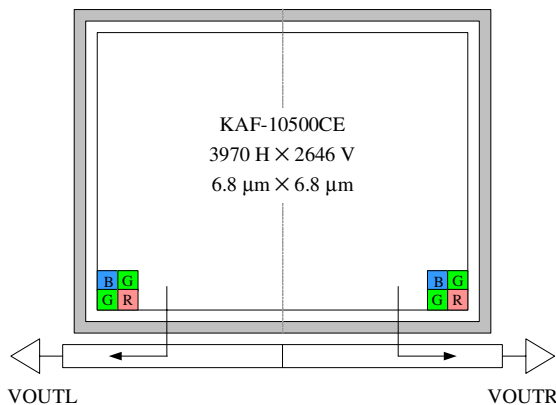 KAF-10500CE
3970 H × 2646 V
6.8 μm × 6.8 μm
B G B G
G R G R
VOUTL VOUTR